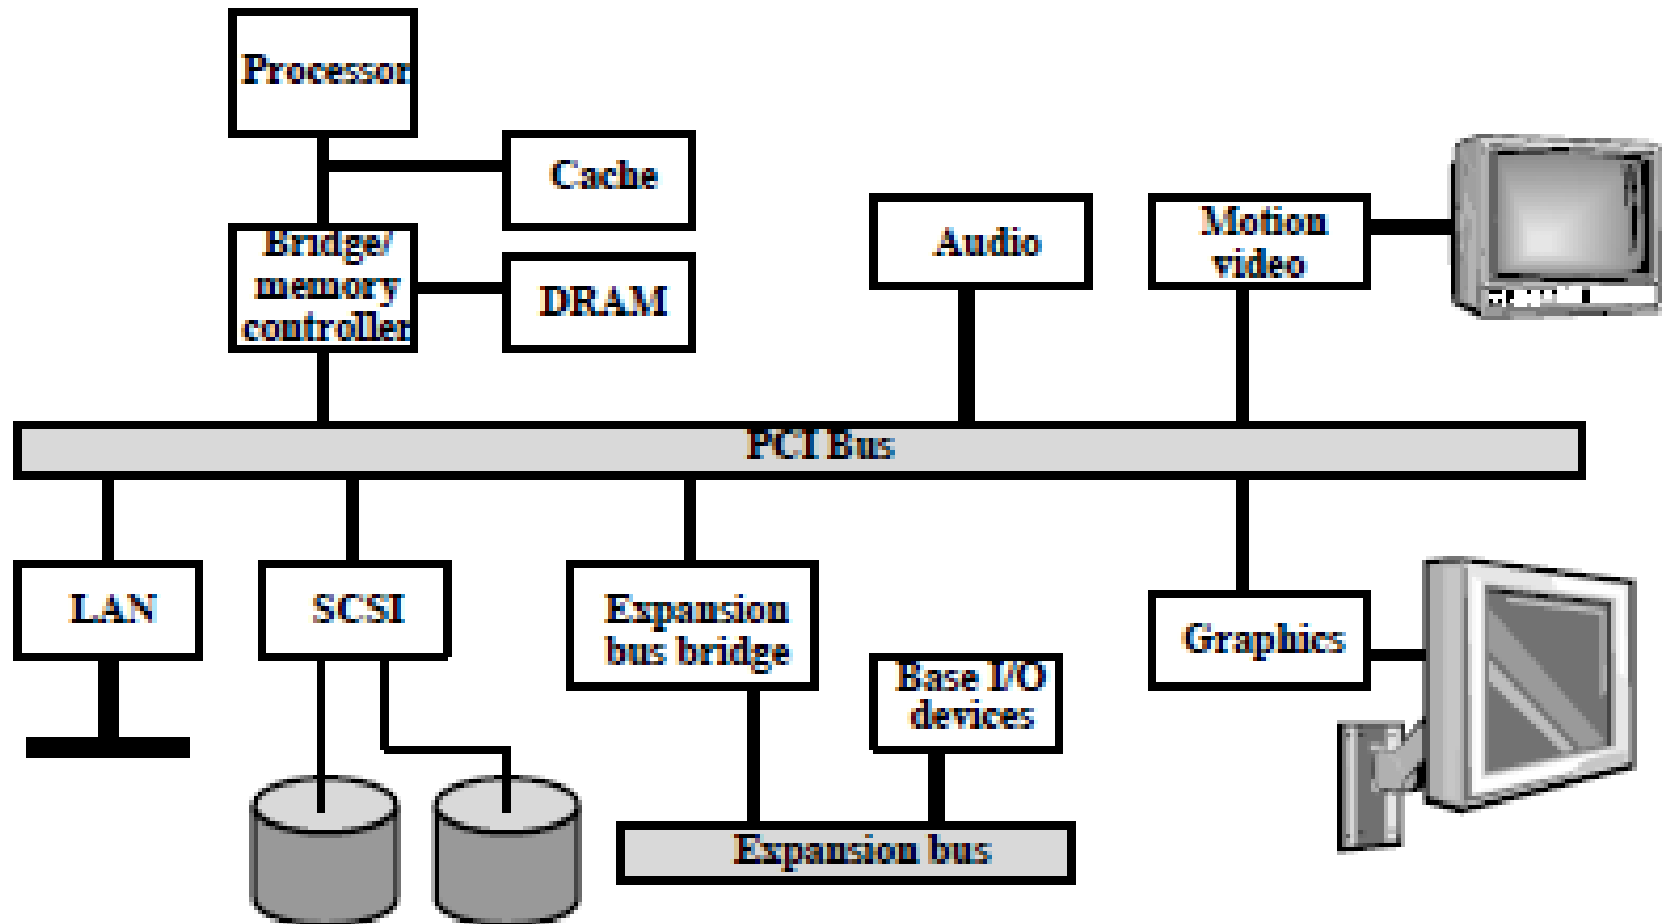 Processor
Cache
Bridge/
memory
controller
DRAM
Audio
Motion
video
PCI Bus
LAN
SCSI
Expansion
bus bridge
Base I/O
devices
Graphics
Expansion bus